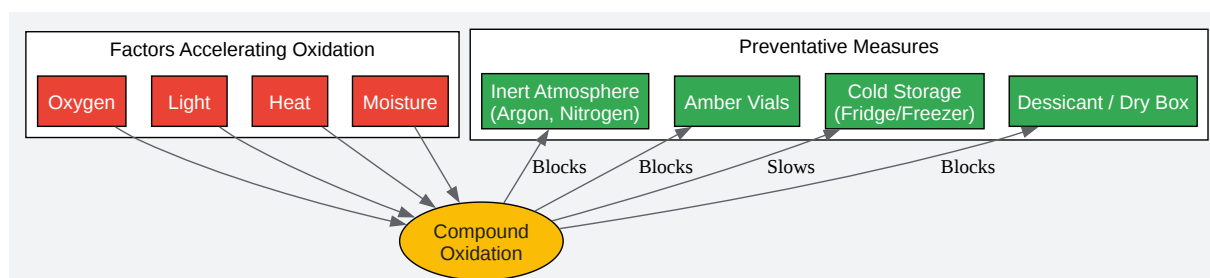 Factors Accelerating Oxidation
Preventative Measures
Oxygen
Light
Heat
Moisture
Inert Atmosphere
(Argon, Nitrogen)
Amber Vials
Cold Storage
(Fridge/Freezer)
Dessicant / Dry Box
Blocks
Blocks
Slows
Blocks
Compound
Oxidation